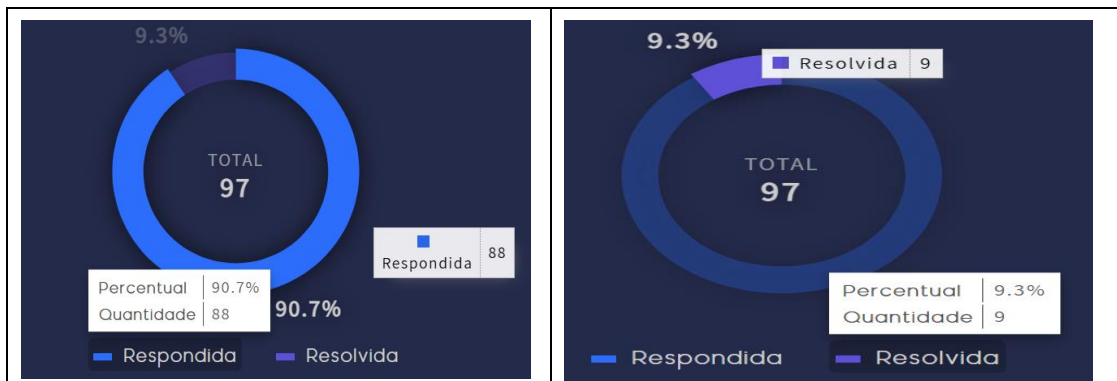 9.3%
TOTAL
97
Respondida 88
Percentual 90.7%
Quantidade 88
90.7%
Respondida Resolvida
9.3%
Resolvida 9
TOTAL
97
Percentual 9.3%
Quantidade 9
Respondida Resolvida